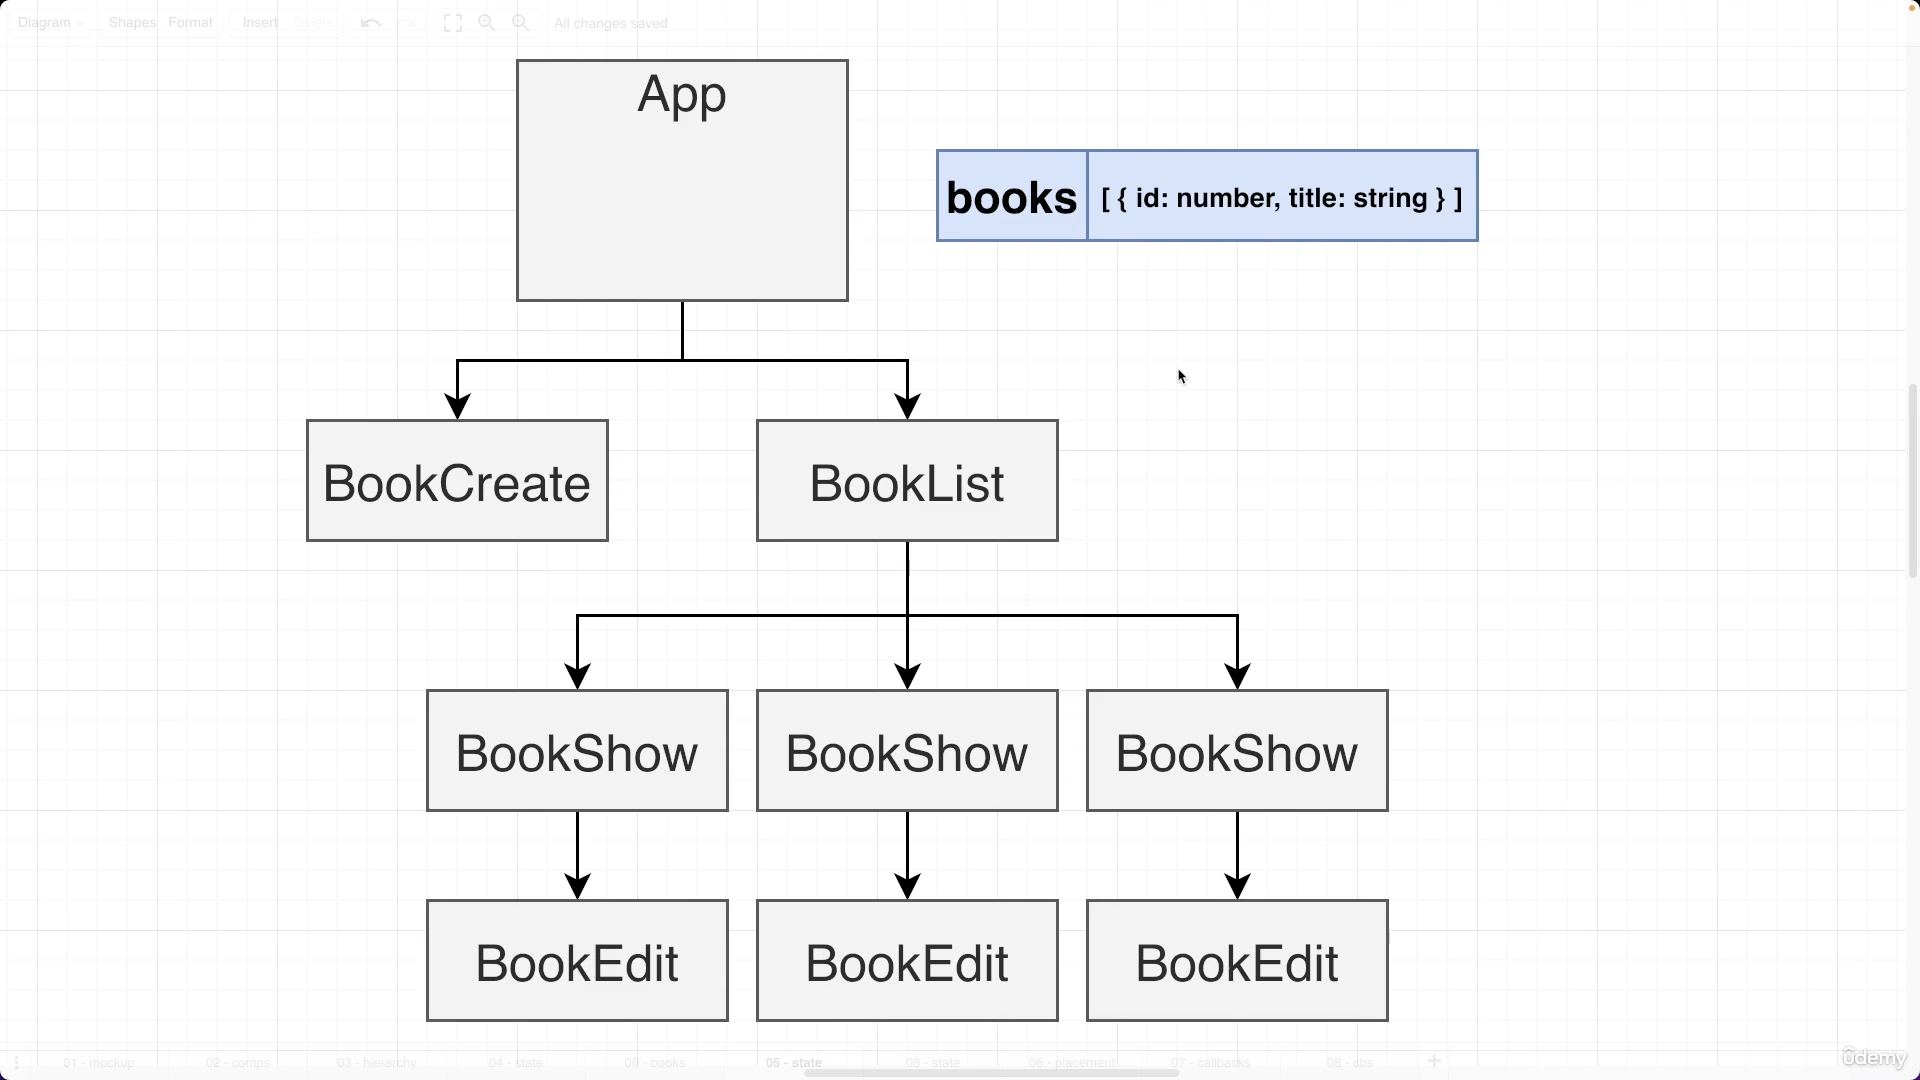 Diagram Shapes Format Insert Delete All changes saved
App
books [ { id: number, title: string } ]
BookCreate BookList
BookShow BookShow BookShow
BookEdit BookEdit BookEdit
01 - mockup 02 - comps 03 - hierarchy 04 - state 06 - books 05 - state 08 - state 06 - placement 07 - callbacks 08 - cbs
ûdemy